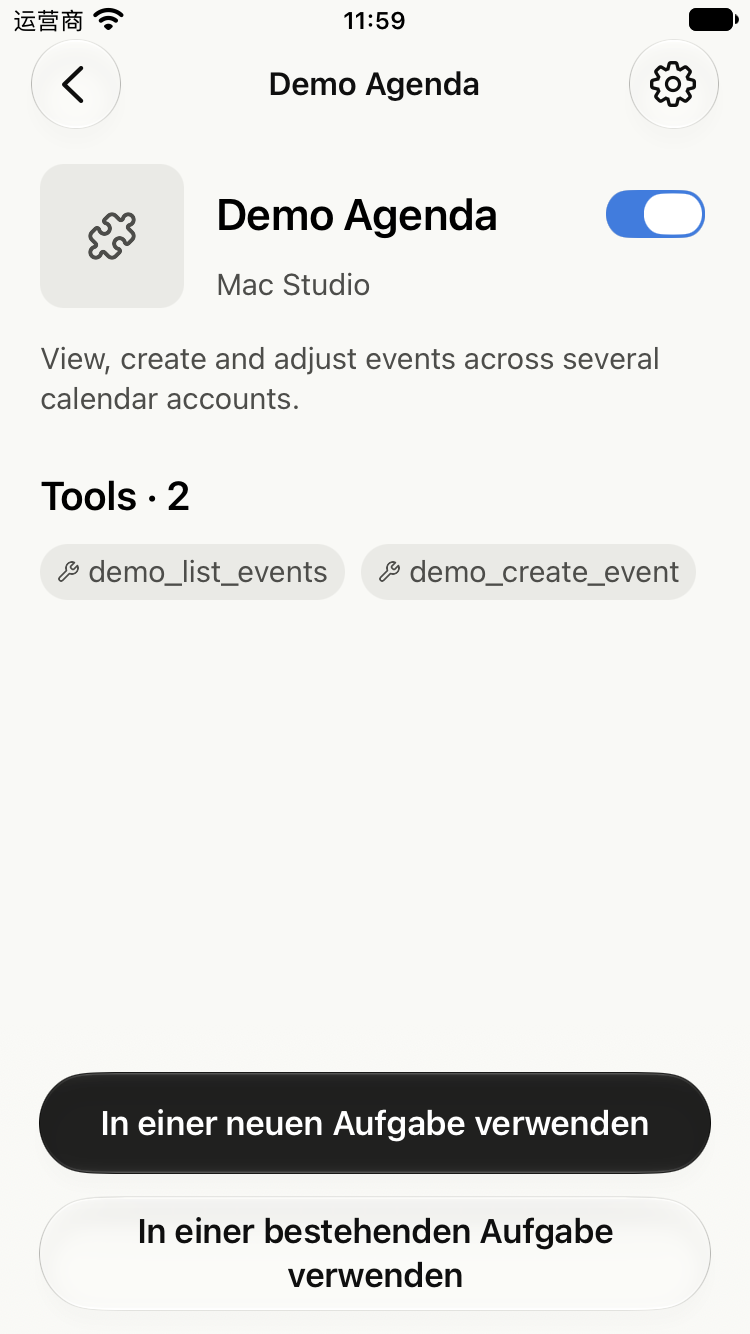 运营商
11:59
Demo Agenda
Demo Agenda
Mac Studio
View, create and adjust events across several
calendar accounts.
Tools · 2
demo_list_events
demo_create_event
In einer neuen Aufgabe verwenden
In einer bestehenden Aufgabe
verwenden